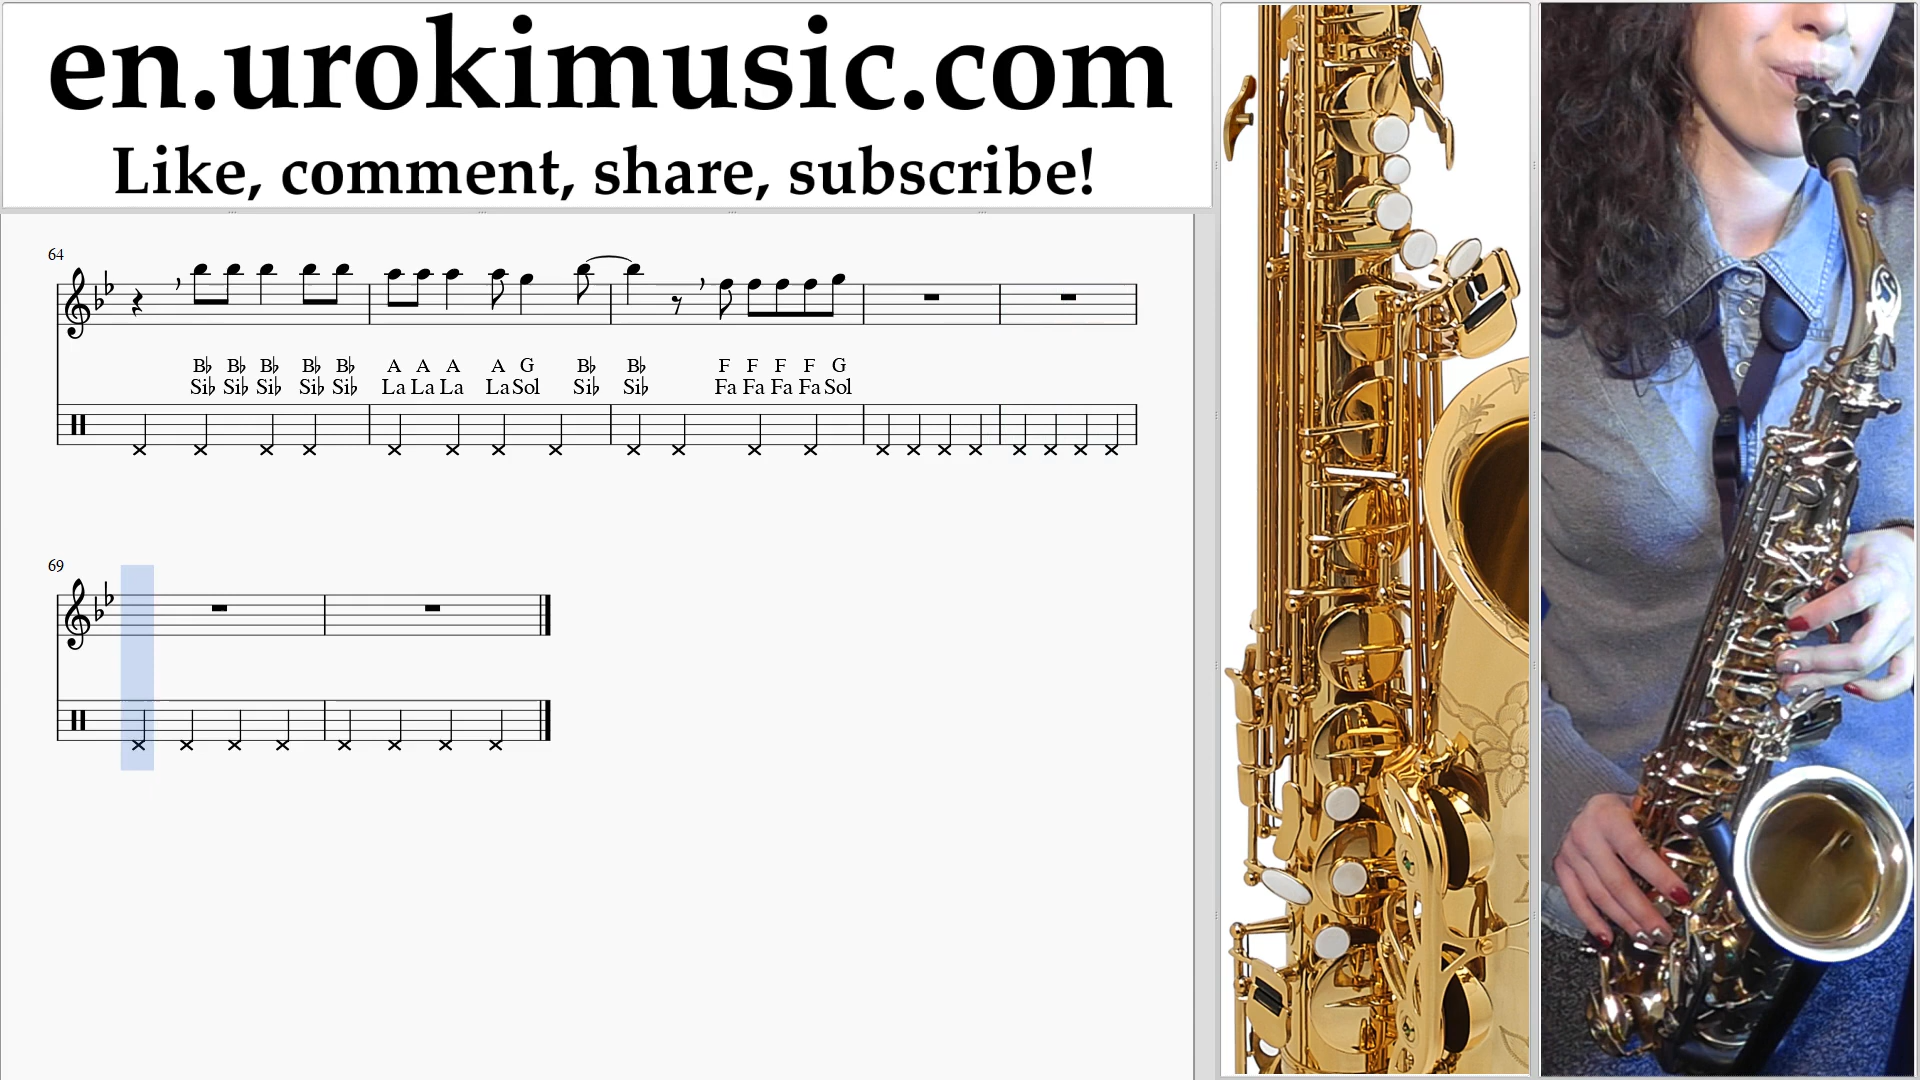 en.urokimusic.com
Like, comment, share, subscribe!
64
B♭ B♭ B♭ B♭ B♭ A A A A G B♭ B♭ F F F F G
Si♭ Si♭ Si♭ Si♭ Si♭ La La La La Sol Si♭ Si♭ Fa Fa Fa Fa Sol
69